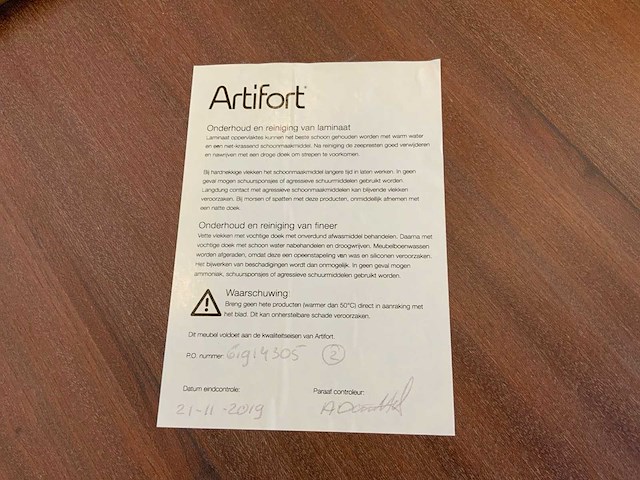 Artifort
Onderhoud en reiniging van laminaat
Laminaat oppervlaktes kunnen het beste schoon gehouden worden met warm water
en een niet-krassend schoonmaakmiddel. Na reiniging de zeepresten goed verwijderen
en nawrijven met een droge doek om strepen te voorkomen.
Bij hardnekkige vlekken het schoonmaakmiddel langere tijd in laten werken. In geen
geval mogen schuursponsjes of agressieve schuurmiddelen gebruikt worden.
Langdurig contact met agressieve schoonmaakmiddelen kan blijvende vlekken
veroorzaken. Bij morsen of spatten met deze producten, onmiddellijk afnemen met
een natte doek.
Onderhoud en reiniging van fineer
Vette vlekken met vochtige doek met onverdund afwasmiddel behandelen. Daarna met
vochtige doek met schoon water nabehandelen en droogwrijven. Meubelboenwassen
worden afgeraden, omdat deze een opeenstapeling van was en siliconen veroorzaken.
Het bijwerken van beschadigingen wordt dan onmogelijk. In geen geval mogen
ammoniak, schuursponsjes of agressieve schuurmiddelen gebruikt worden.
Waarschuwing
Breng geen hete producten (warmer dan 50°C) direct in aanraking met
het blad. Dit kan onherstelbare schade veroorzaken.
Dit meubel voldoet aan de kwaliteitseisen van Artifort.
P.O. nummer: 61914305 2
Datum eindcontrole: Paraaf controleur:
21-11-2019